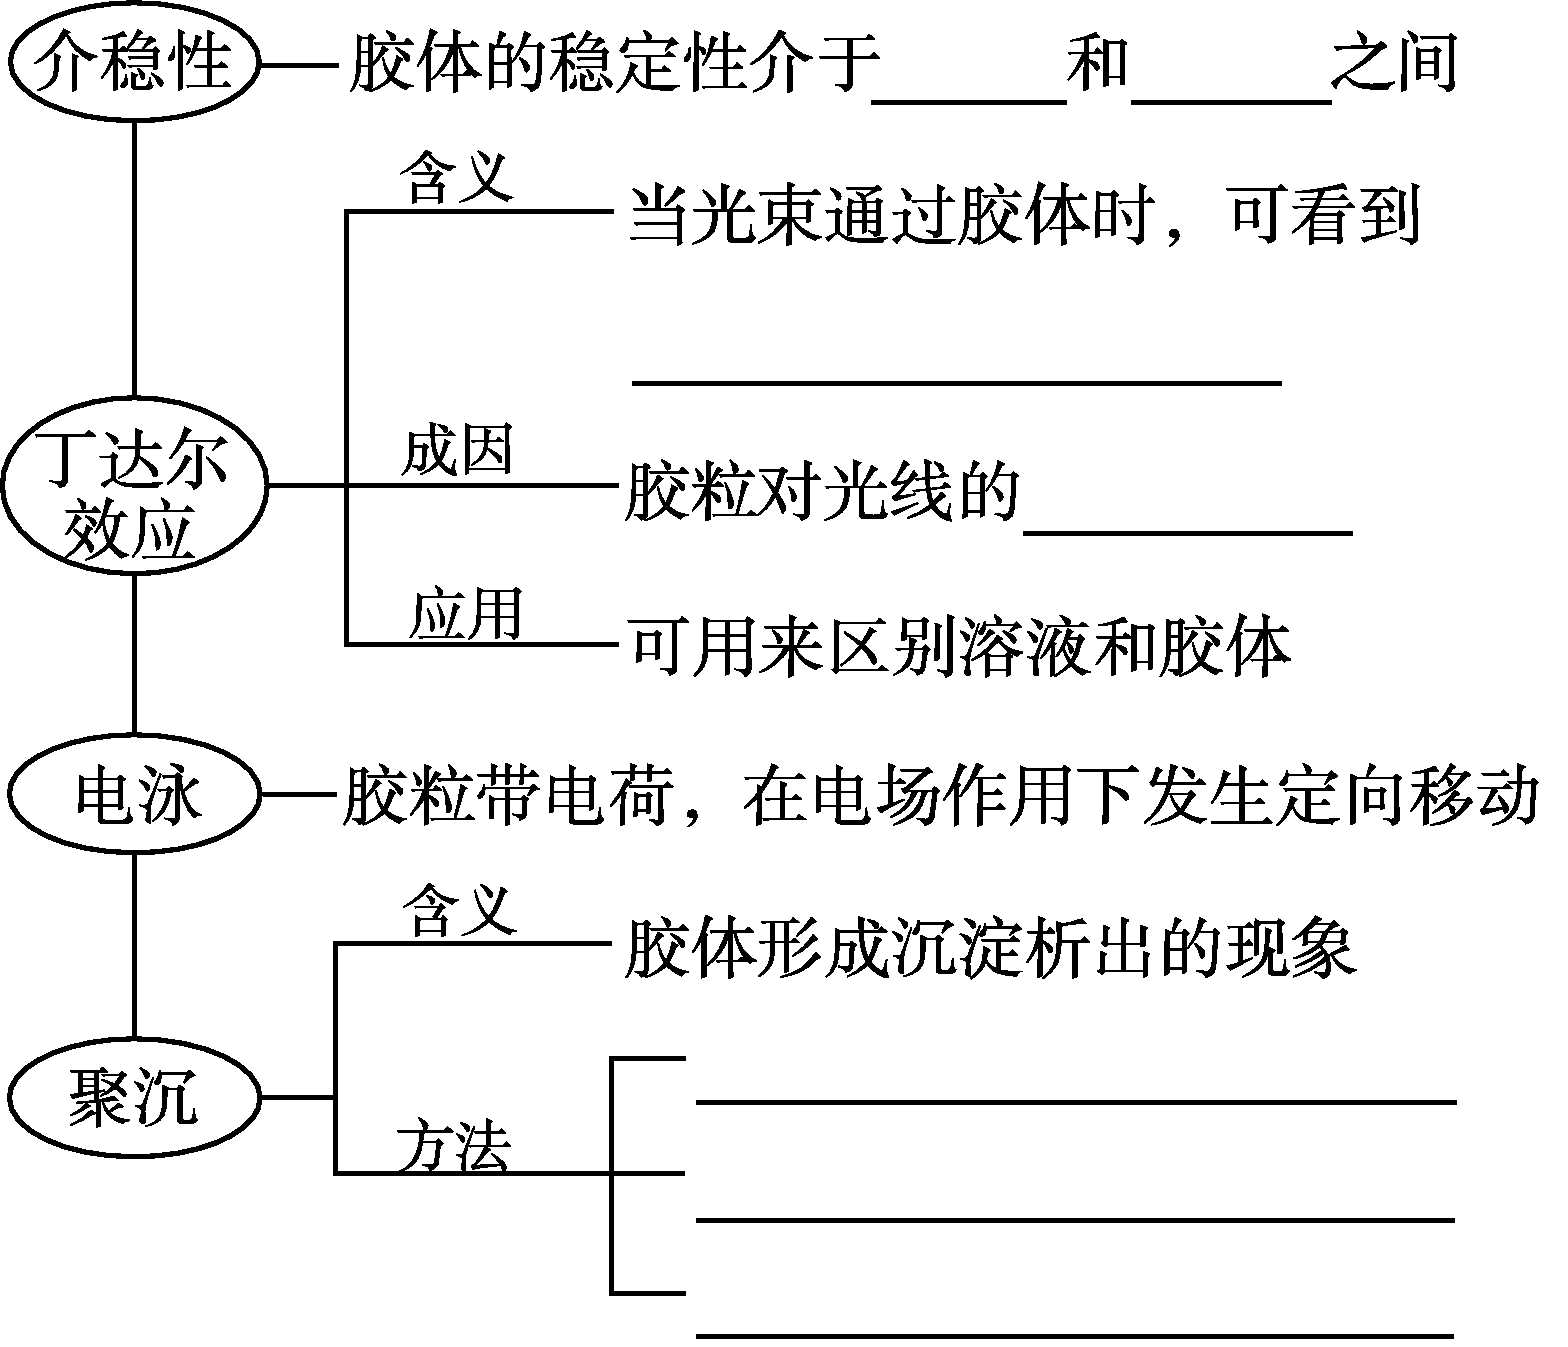 介稳性
胶体的稳定性介于______和______之间
含义
当光束通过胶体时，可看到
丁达尔
效应
成因
胶粒对光线的
应用
可用来区别溶液和胶体
电泳
胶粒带电荷，在电场作用下发生定向移动
含义
胶体形成沉淀析出的现象
聚沉
方法